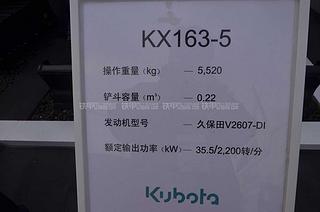 KX163-5
操作重量（kg） — 5,520
铲斗容量（m³） — 0.22
发动机型号 — 久保田V2607-DI
额定输出功率（kW）— 35.5/2,200转/分
Kubota